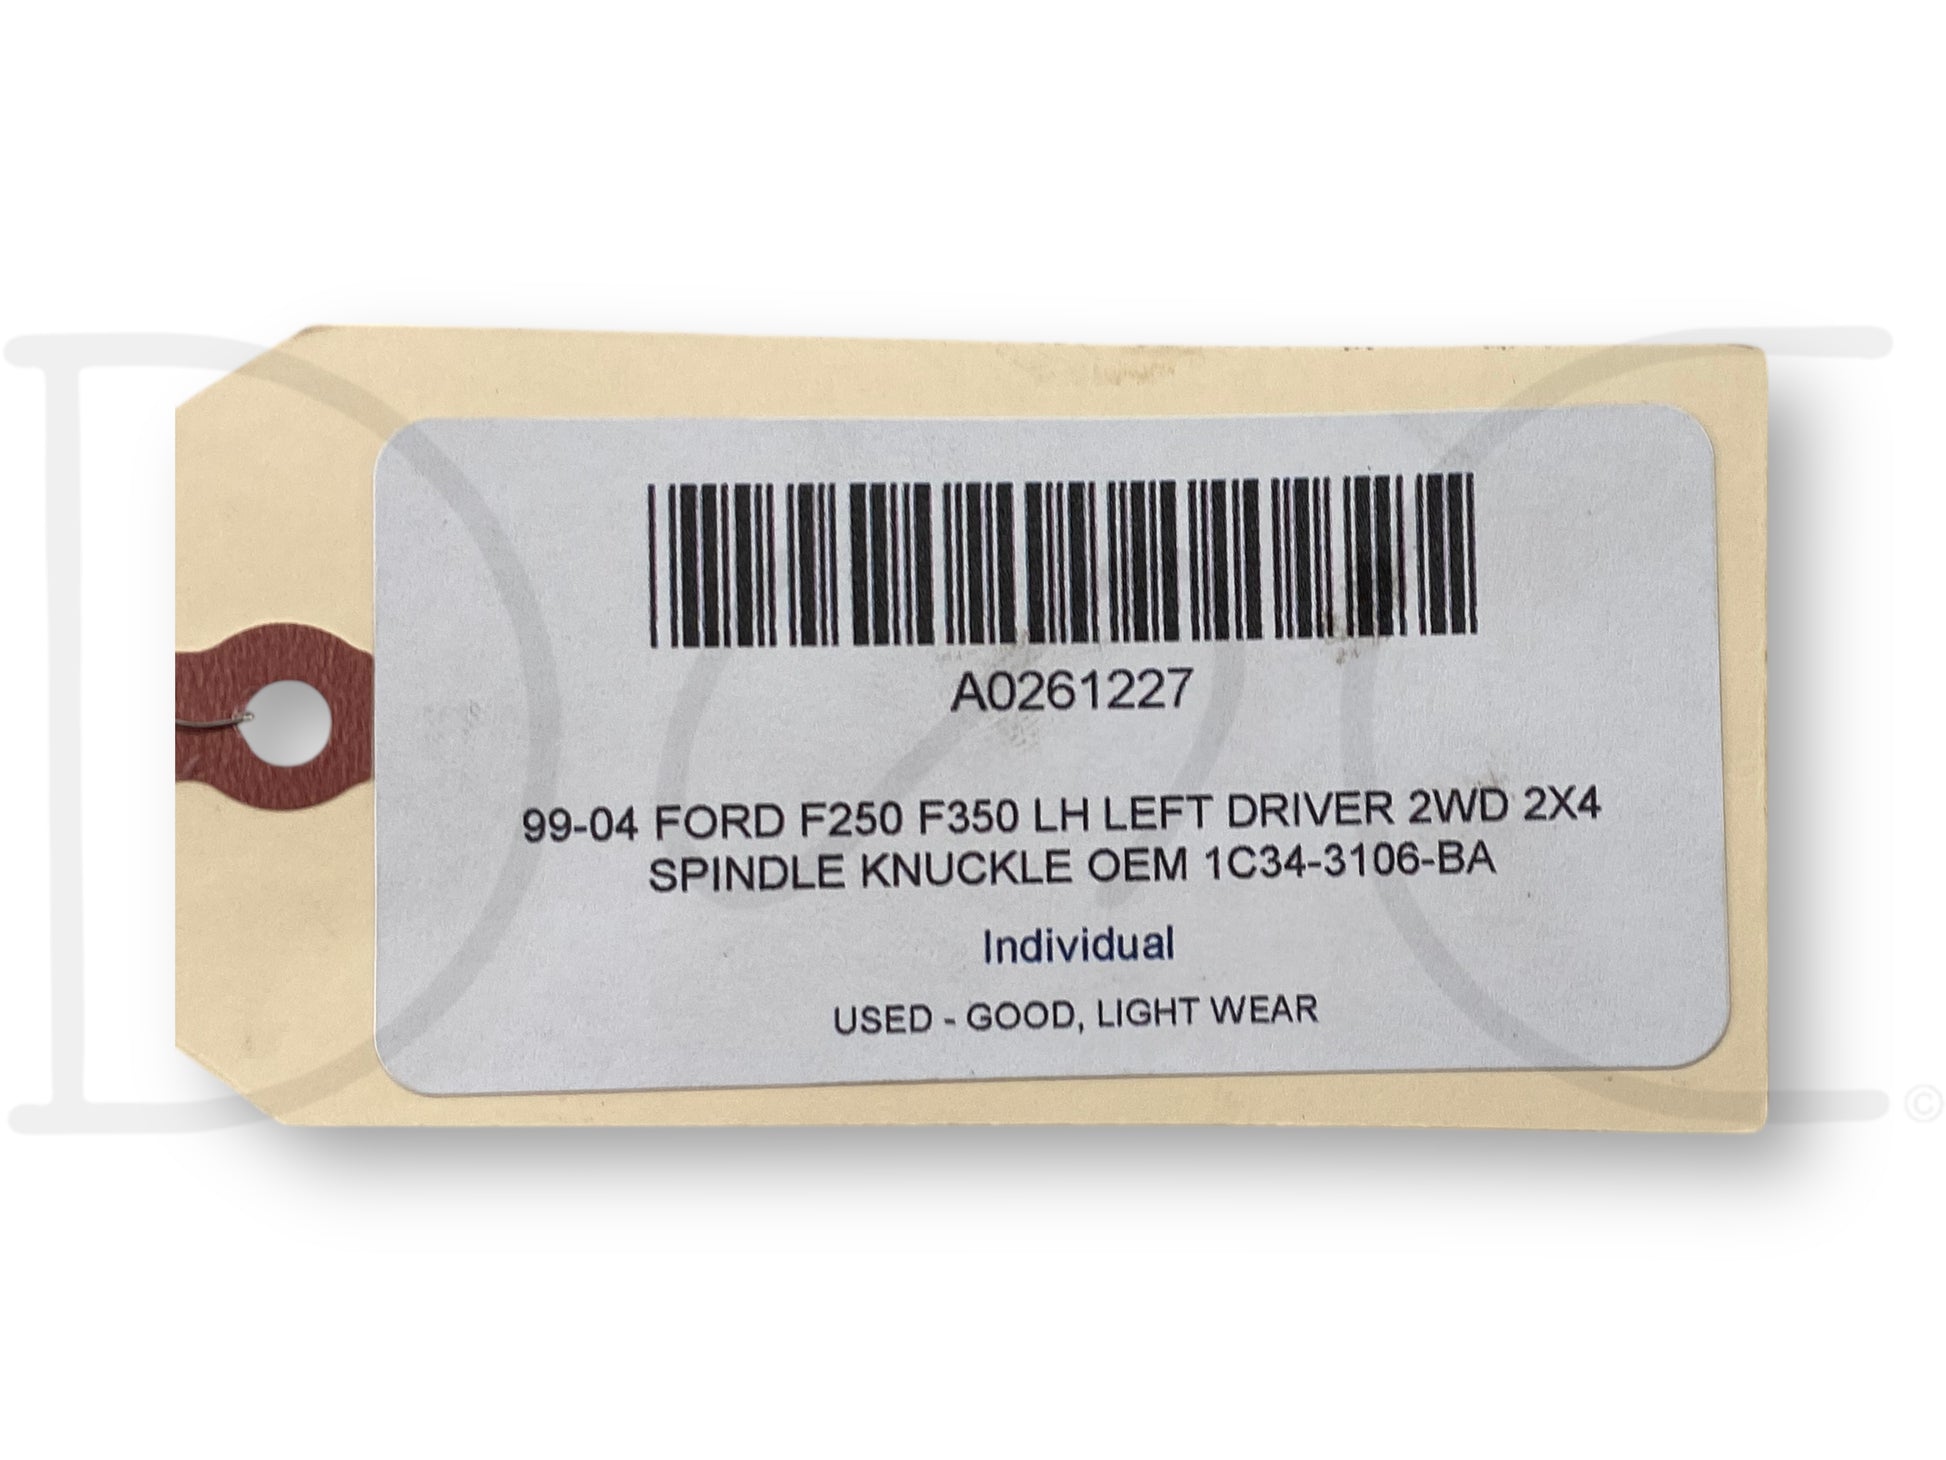 A0261227
99-04 FORD F250 F350 LH LEFT DRIVER 2WD 2X4
SPINDLE KNUCKLE OEM 1C34-3106-BA
Individual
USED - GOOD, LIGHT WEAR
D C
©